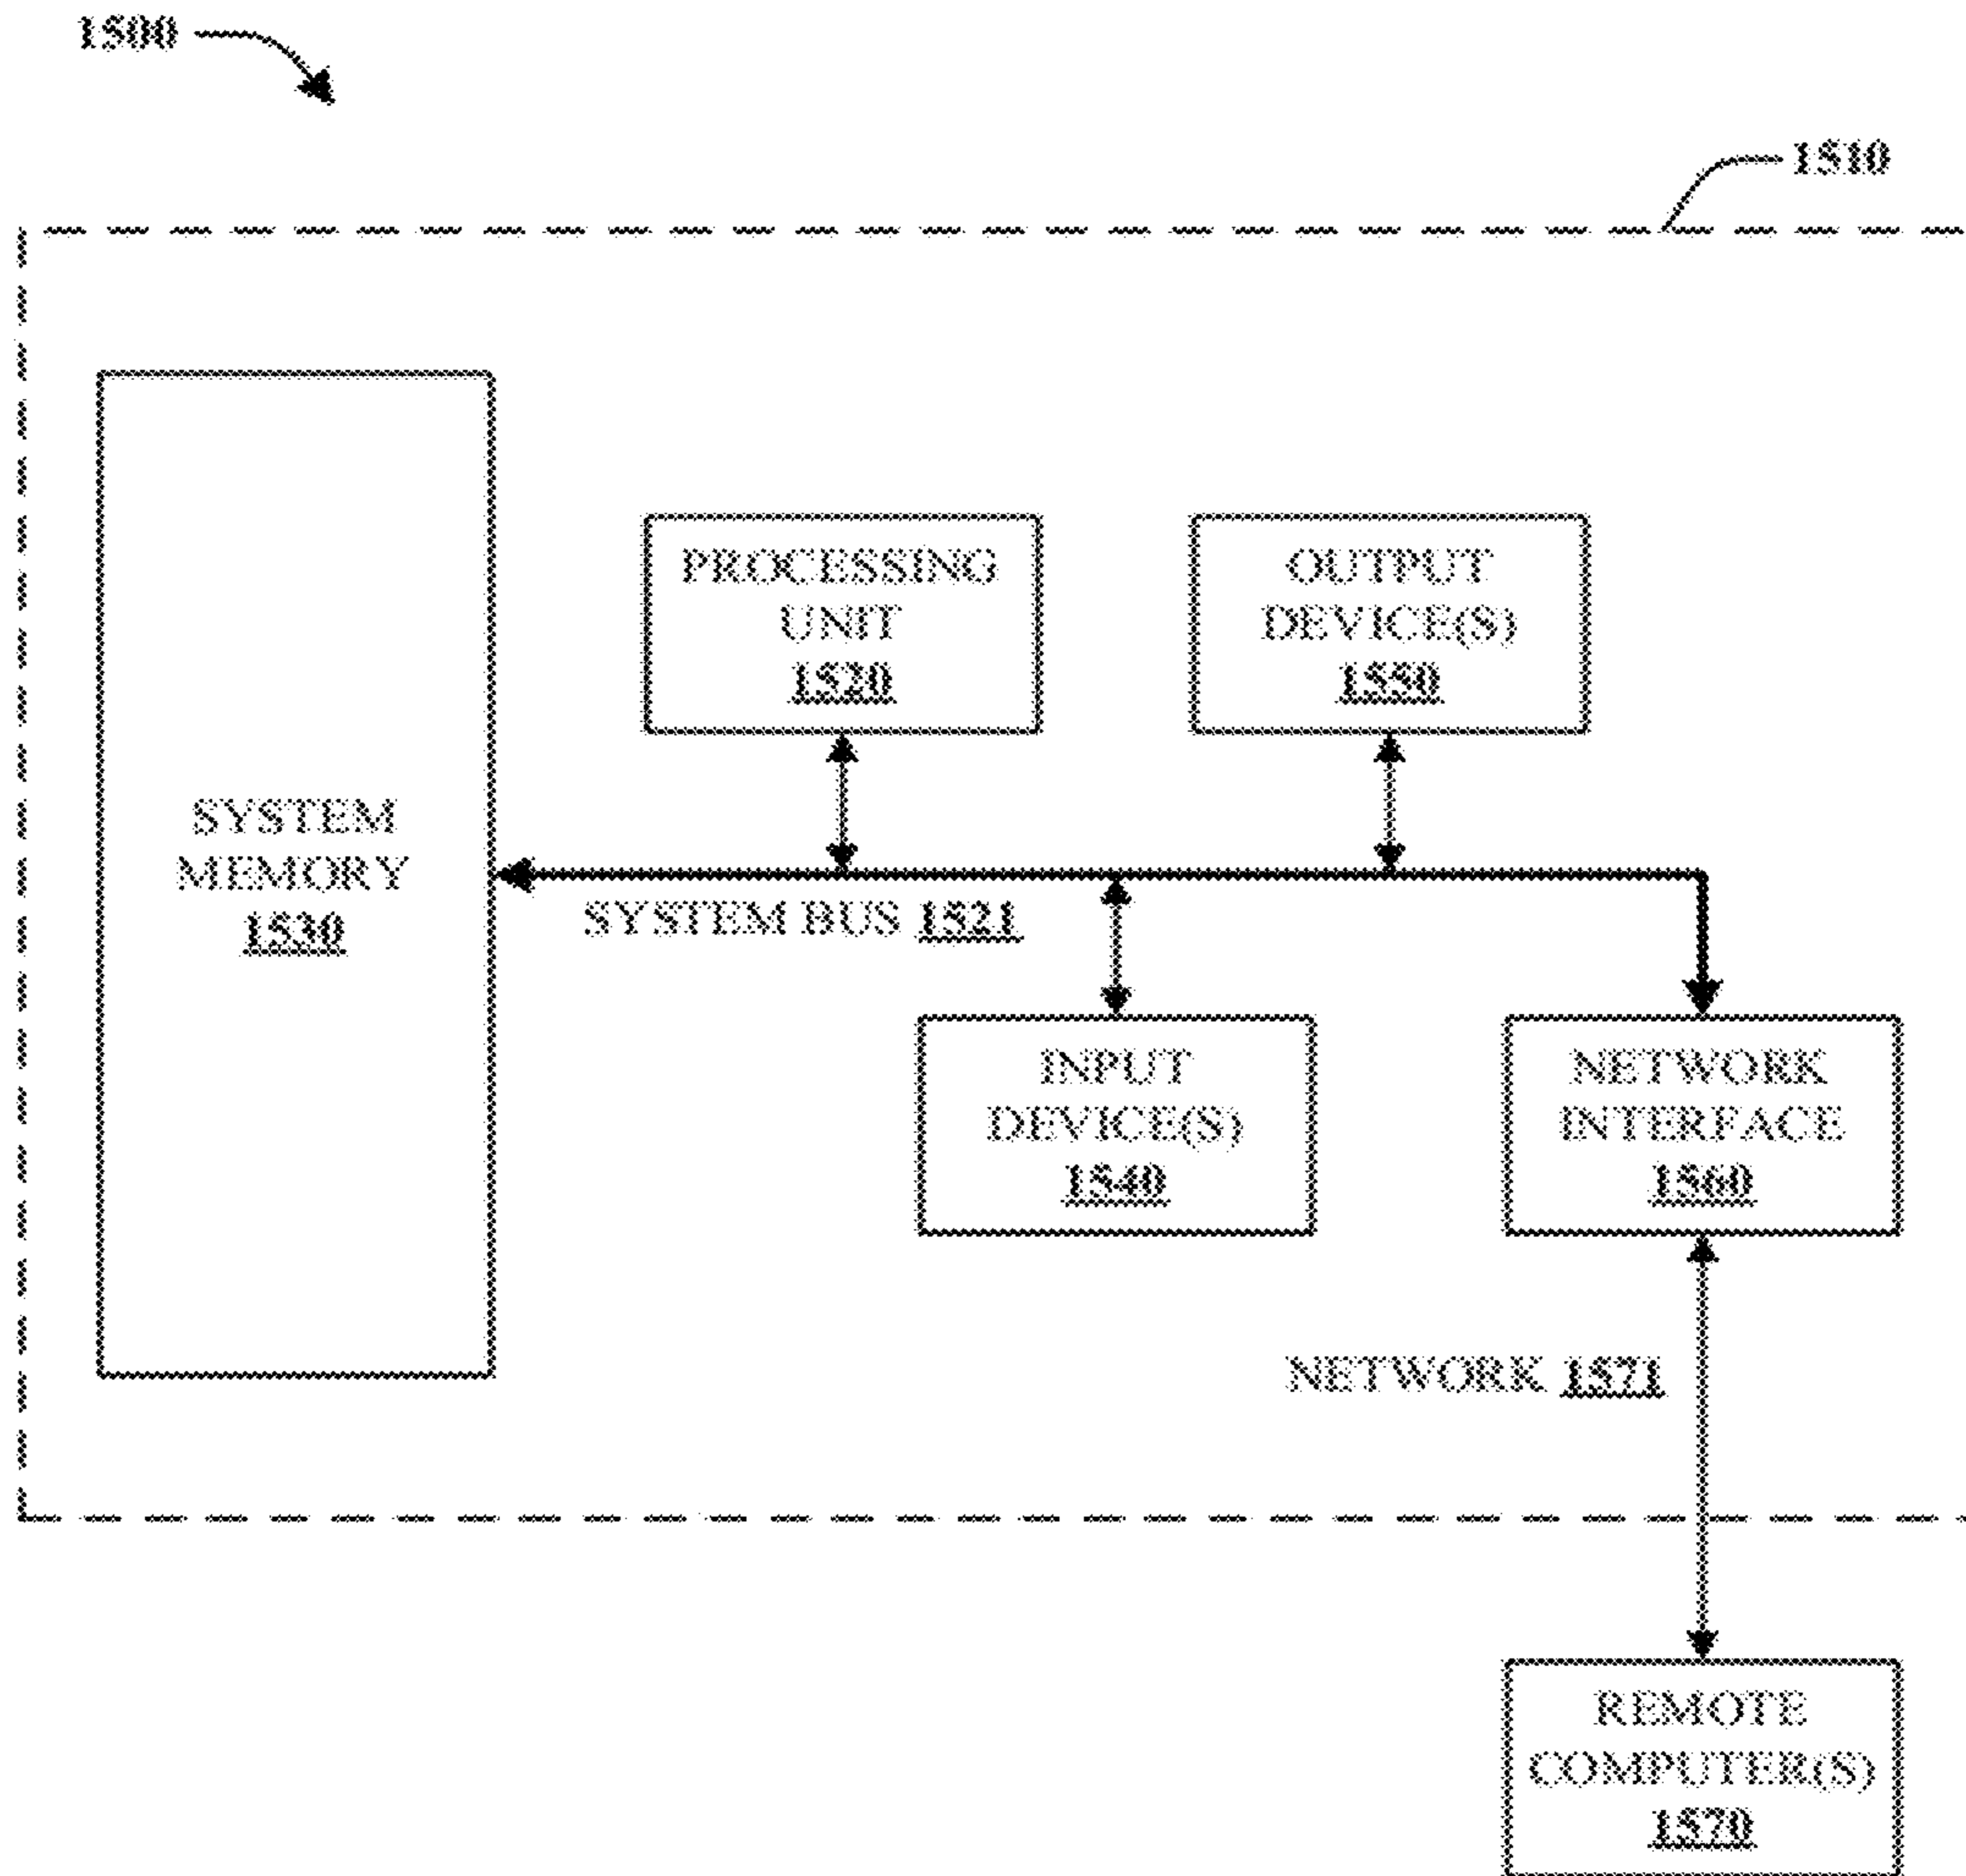 1500
1510
PROCESSING
UNIT
1520
OUTPUT
DEVICE(S)
1550
SYSTEM
MEMORY
1530
SYSTEM BUS 1521
INPUT
DEVICE(S)
1540
NETWORK
INTERFACE
1560
NETWORK 1571
REMOTE
COMPUTER(S)
1570